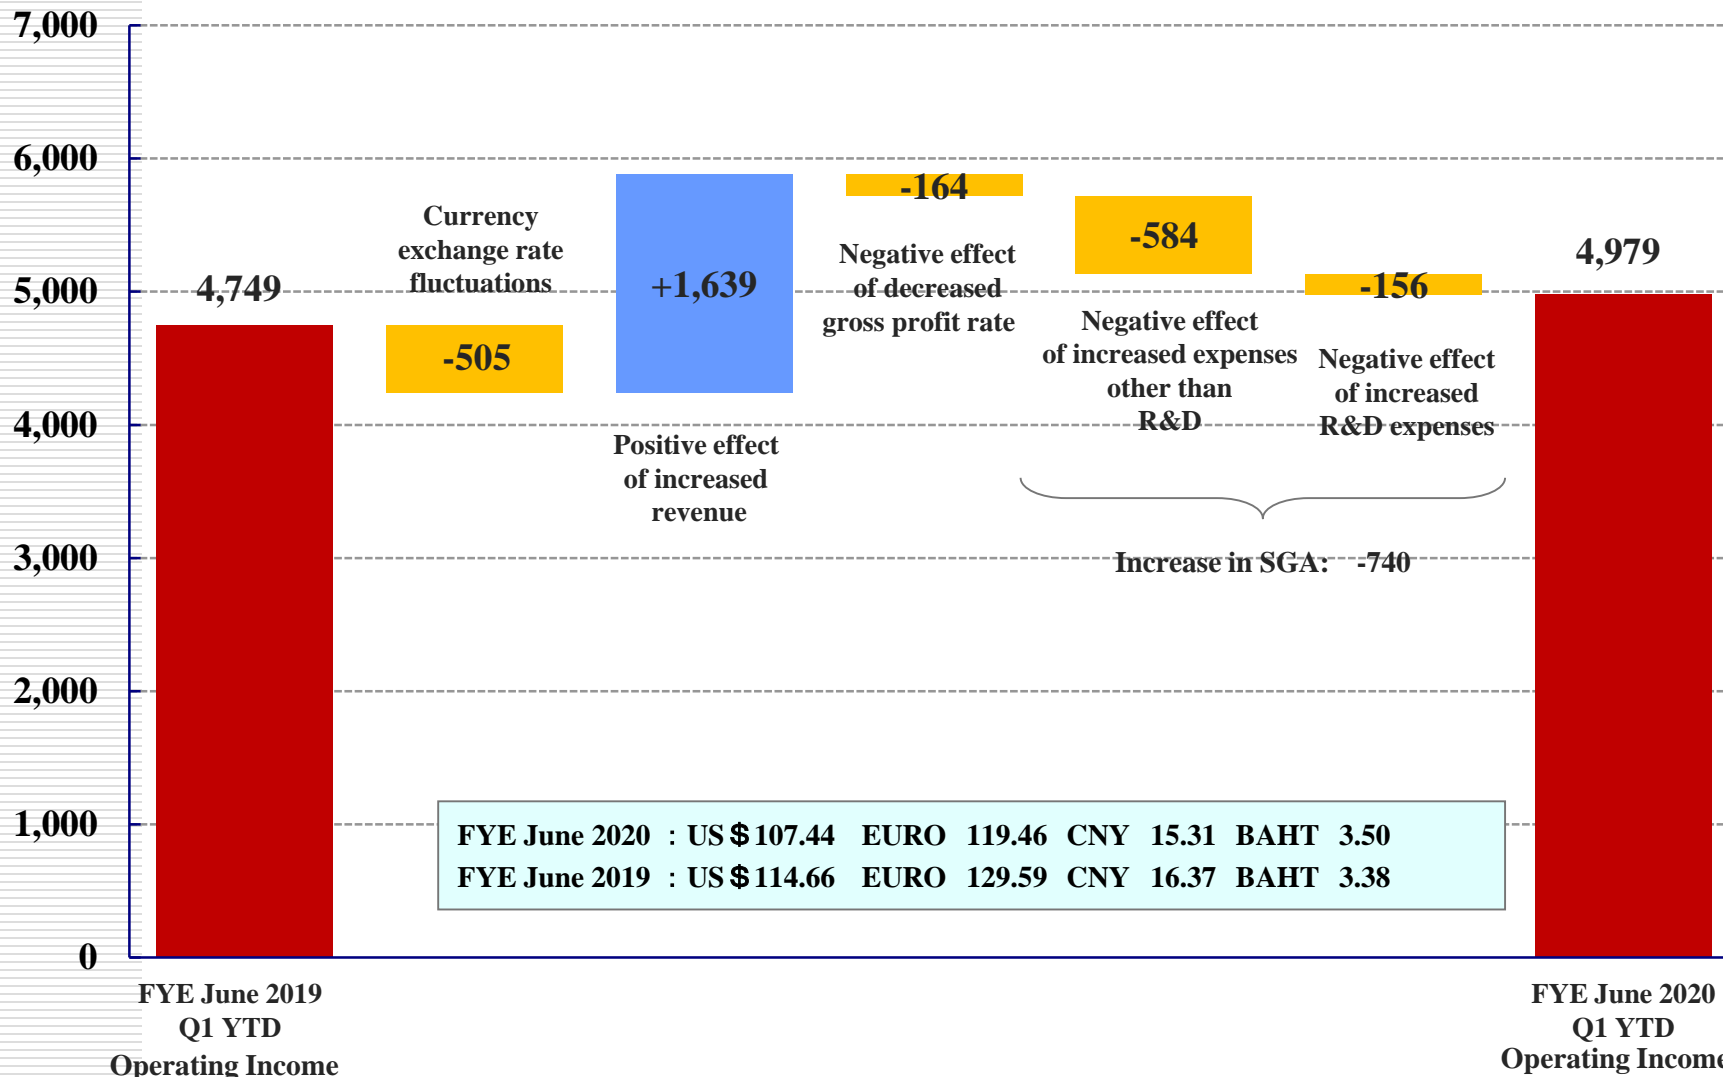 7,000
6,000
5,000
4,000
3,000
2,000
1,000
0
4,749
Currency
exchange rate
fluctuations
-505
+1,639
Positive effect
of increased
revenue
-164
Negative effect
of decreased
gross profit rate
-584
Negative effect
of increased expenses
other than
R&D
-156
Negative effect
of increased
R&D expenses
Increase in SGA: -740
4,979
FYE June 2020 : US$107.44 EURO 119.46 CNY 15.31 BAHT 3.50
FYE June 2019 : US$114.66 EURO 129.59 CNY 16.37 BAHT 3.38
FYE June 2019
Q1 YTD
Operating Income
FYE June 2020
Q1 YTD
Operating Income